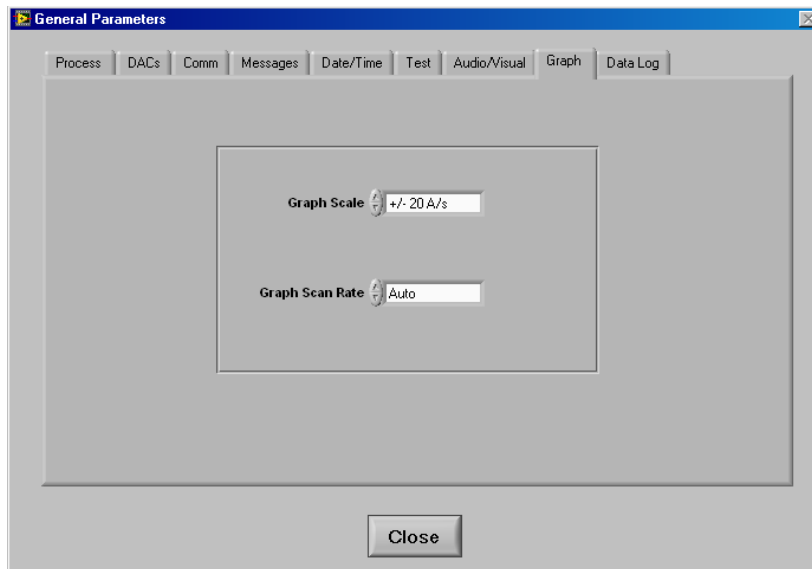 General Parameters
Process DACs Comm Messages Date/Time Test Audio/Visual Graph Data Log
Graph Scale +/- 20 A/s
Graph Scan Rate Auto
Close